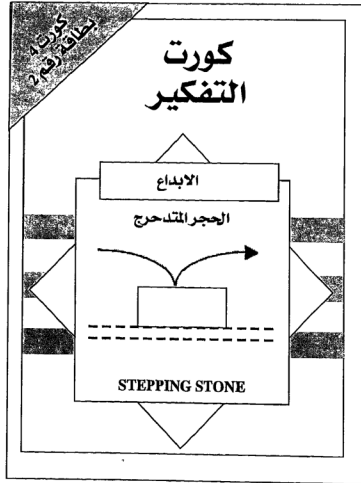 كورت 4
بطاقة رقم 2
كورت
التفكير
الابداع
الحجر المتدحرج
STEPPING STONE